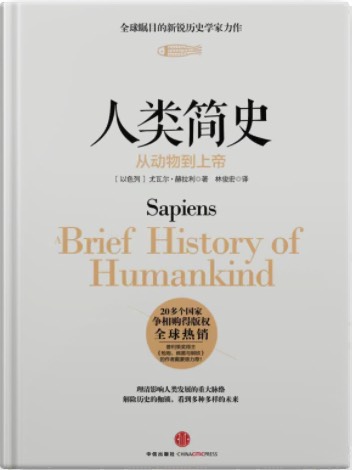 全球瞩目的新锐历史学家力作
人类简史
从动物到上帝
［以色列］尤瓦尔·赫拉利◇著 林俊宏◇译
Sapiens
A Brief History of
Humankind
20多个国家
争相购得版权
全球热销
理清影响人类发展的重大脉络
剔除历史的枷锁，看到多种多样的未来
中信出版社·CHINACITICPRESS